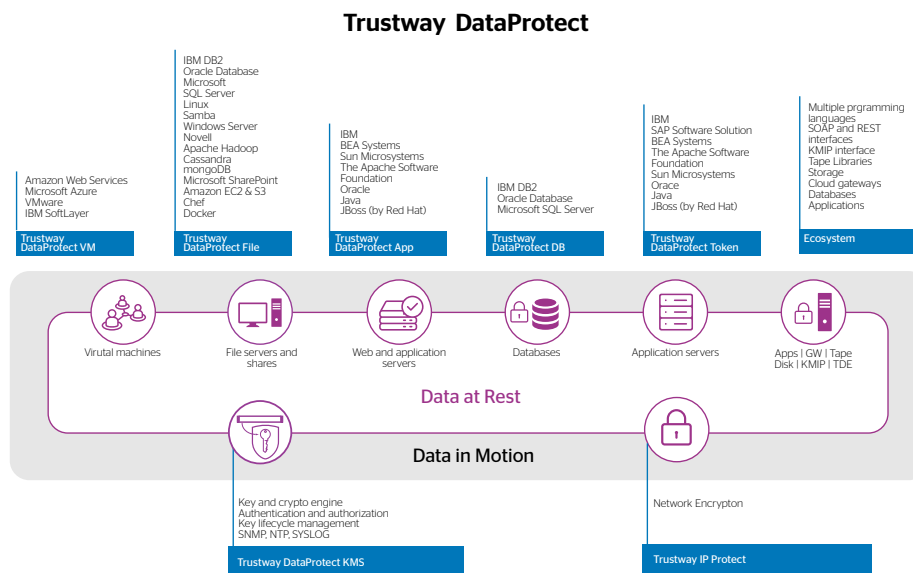 Trustway DataProtect
Amazon Web Services
Microsoft Azure
VMware
IBM SoftLayer
Trustway
DataProtect VM
IBM DB2
Oracle Database
Microsoft
SQL Server
Linux
Samba
Windows Server
Novell
Apache Hadoop
Cassandra
mongoDB
Microsoft SharePoint
Amazon EC2 & S3
Chef
Docker
Trustway
DataProtect File
IBM
BEA Systems
Sun Microsystems
The Apache Software
Foundation
Oracle
Java
JBoss (by Red Hat)
Trustway
DataProtect App
IBM DB2
Oracle Database
Microsoft SQL Server
Trustway
DataProtect DB
IBM
SAP Software Solution
BEA Systems
The Apache Software
Foundation
Sun Microsystems
Orace
Java
JBoss (by Red Hat)
Trustway
DataProtect Token
Multiple prgramming
languages
SOAP and REST
interfaces
KMIP interface
Tape Libraries
Storage
Cloud gateways
Databases
Applications
Ecosystem
Virutal machines
File servers and
shares
Web and application
servers
Databases
Application servers
Apps | GW | Tape
Disk | KMIP | TDE
Data at Rest
Data in Motion
Key and crypto engine
Authentication and authorization
Key lifecycle management
SNMP, NTP, SYSLOG
Trustway DataProtect KMS
Network Encrypton
Trustway IP Protect